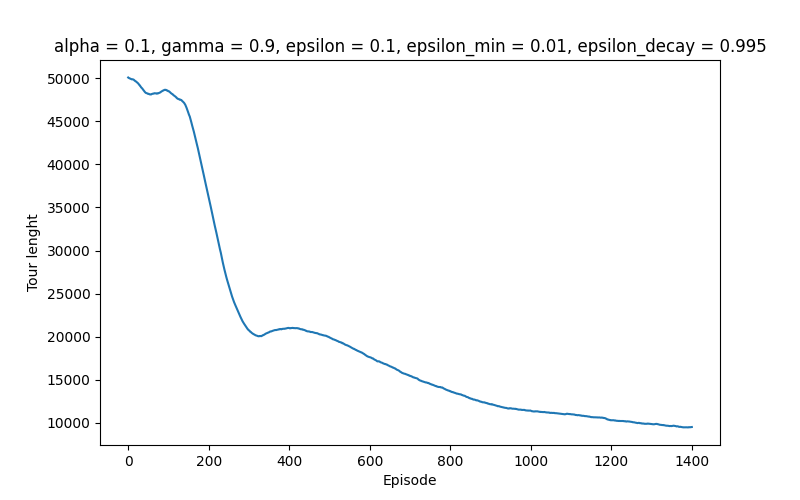 alpha = 0.1, gamma = 0.9, epsilon = 0.1, epsilon_min = 0.01, epsilon_decay = 0.995
50000
45000
40000
35000
30000
25000
20000
15000
10000
Tour lenght
0 200 400 600 800 1000 1200 1400
Episode